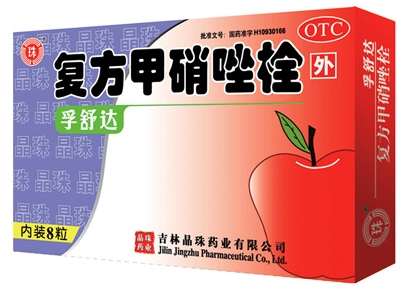 批准文号：国药准字H10930166
OTC
珠
复方甲硝唑栓
外
孚舒达
晶珠
内装8粒
晶珠药业
吉林晶珠药业有限公司
Jilin Jingzhu Pharmaceutical Co., Ltd.
孚舒达
复方甲硝唑栓